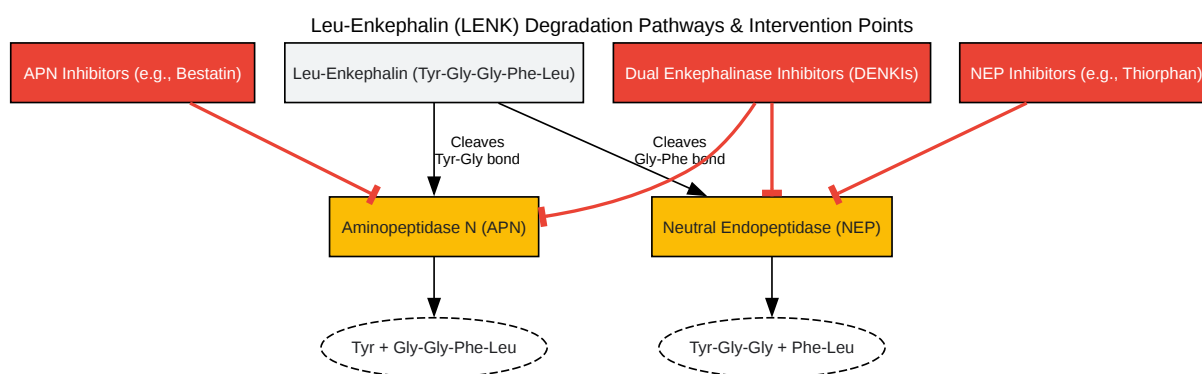 Leu-Enkephalin (LENK) Degradation Pathways & Intervention Points
APN Inhibitors (e.g., Bestatin)
Leu-Enkephalin (Tyr-Gly-Gly-Phe-Leu)
Dual Enkephalinase Inhibitors (DENKIs)
NEP Inhibitors (e.g., Thiorphan)
Cleaves
Tyr-Gly bond
Cleaves
Gly-Phe bond
Aminopeptidase N (APN)
Neutral Endopeptidase (NEP)
Tyr + Gly-Gly-Phe-Leu
Tyr-Gly-Gly + Phe-Leu